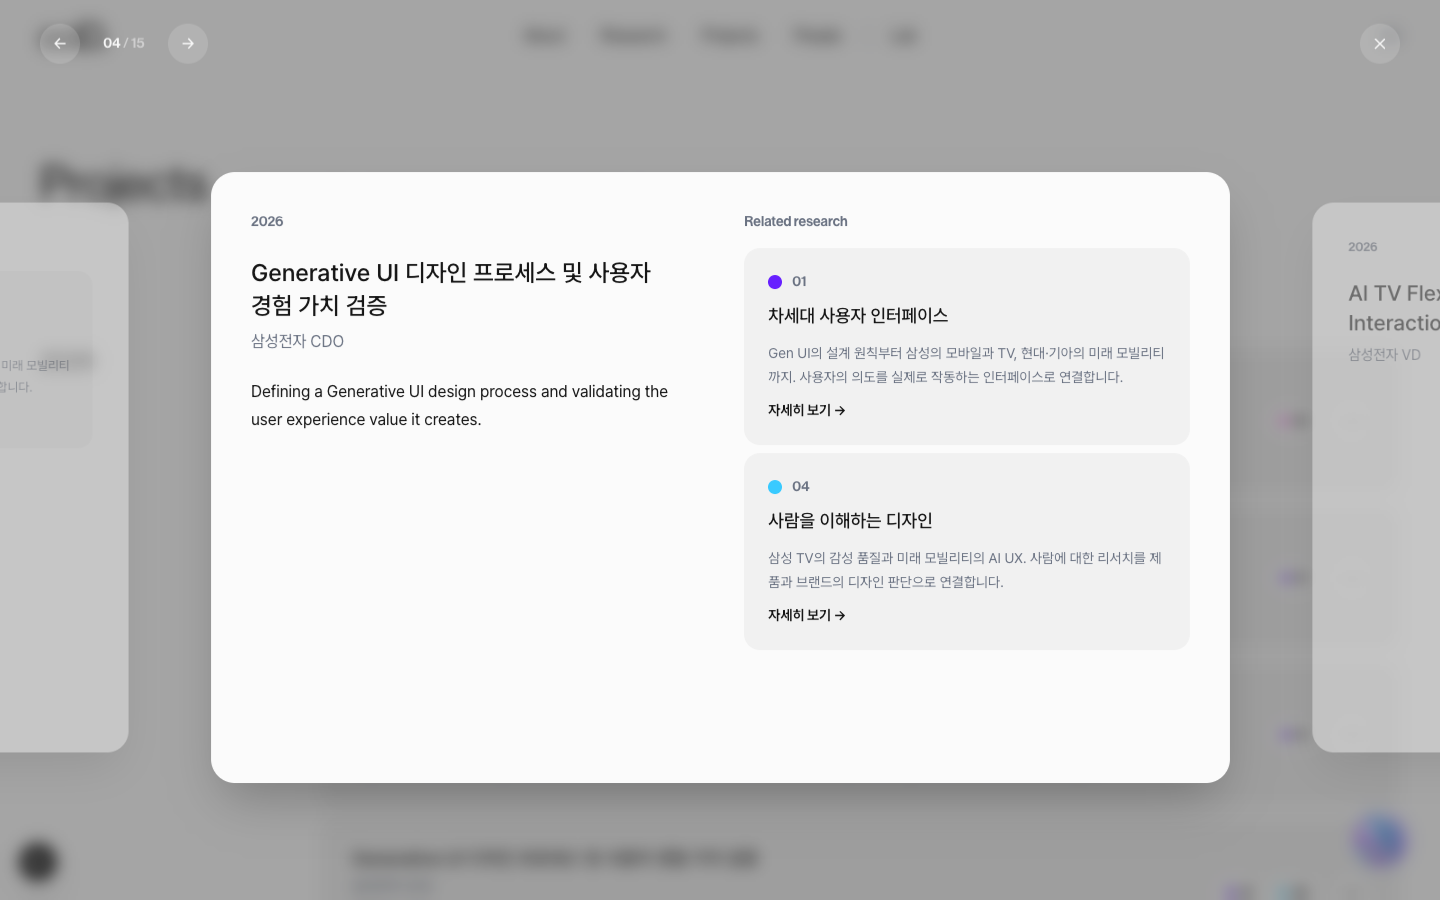 04 / 15
Projects
2026
Generative UI 디자인 프로세스 및 사용자
경험 가치 검증
삼성전자 CDO
Defining a Generative UI design process and validating the
user experience value it creates.
Related research
01
차세대 사용자 인터페이스
Gen UI의 설계 원칙부터 삼성의 모바일과 TV, 현대·기아의 미래 모빌리티
까지. 사용자의 의도를 실제로 작동하는 인터페이스로 연결합니다.
자세히 보기 →
04
사람을 이해하는 디자인
삼성 TV의 감성 품질과 미래 모빌리티의 AI UX. 사람에 대한 리서치를 제
품과 브랜드의 디자인 판단으로 연결합니다.
자세히 보기 →
미래 모빌리티
합니다.
2026
AI TV
삼성전자 VD